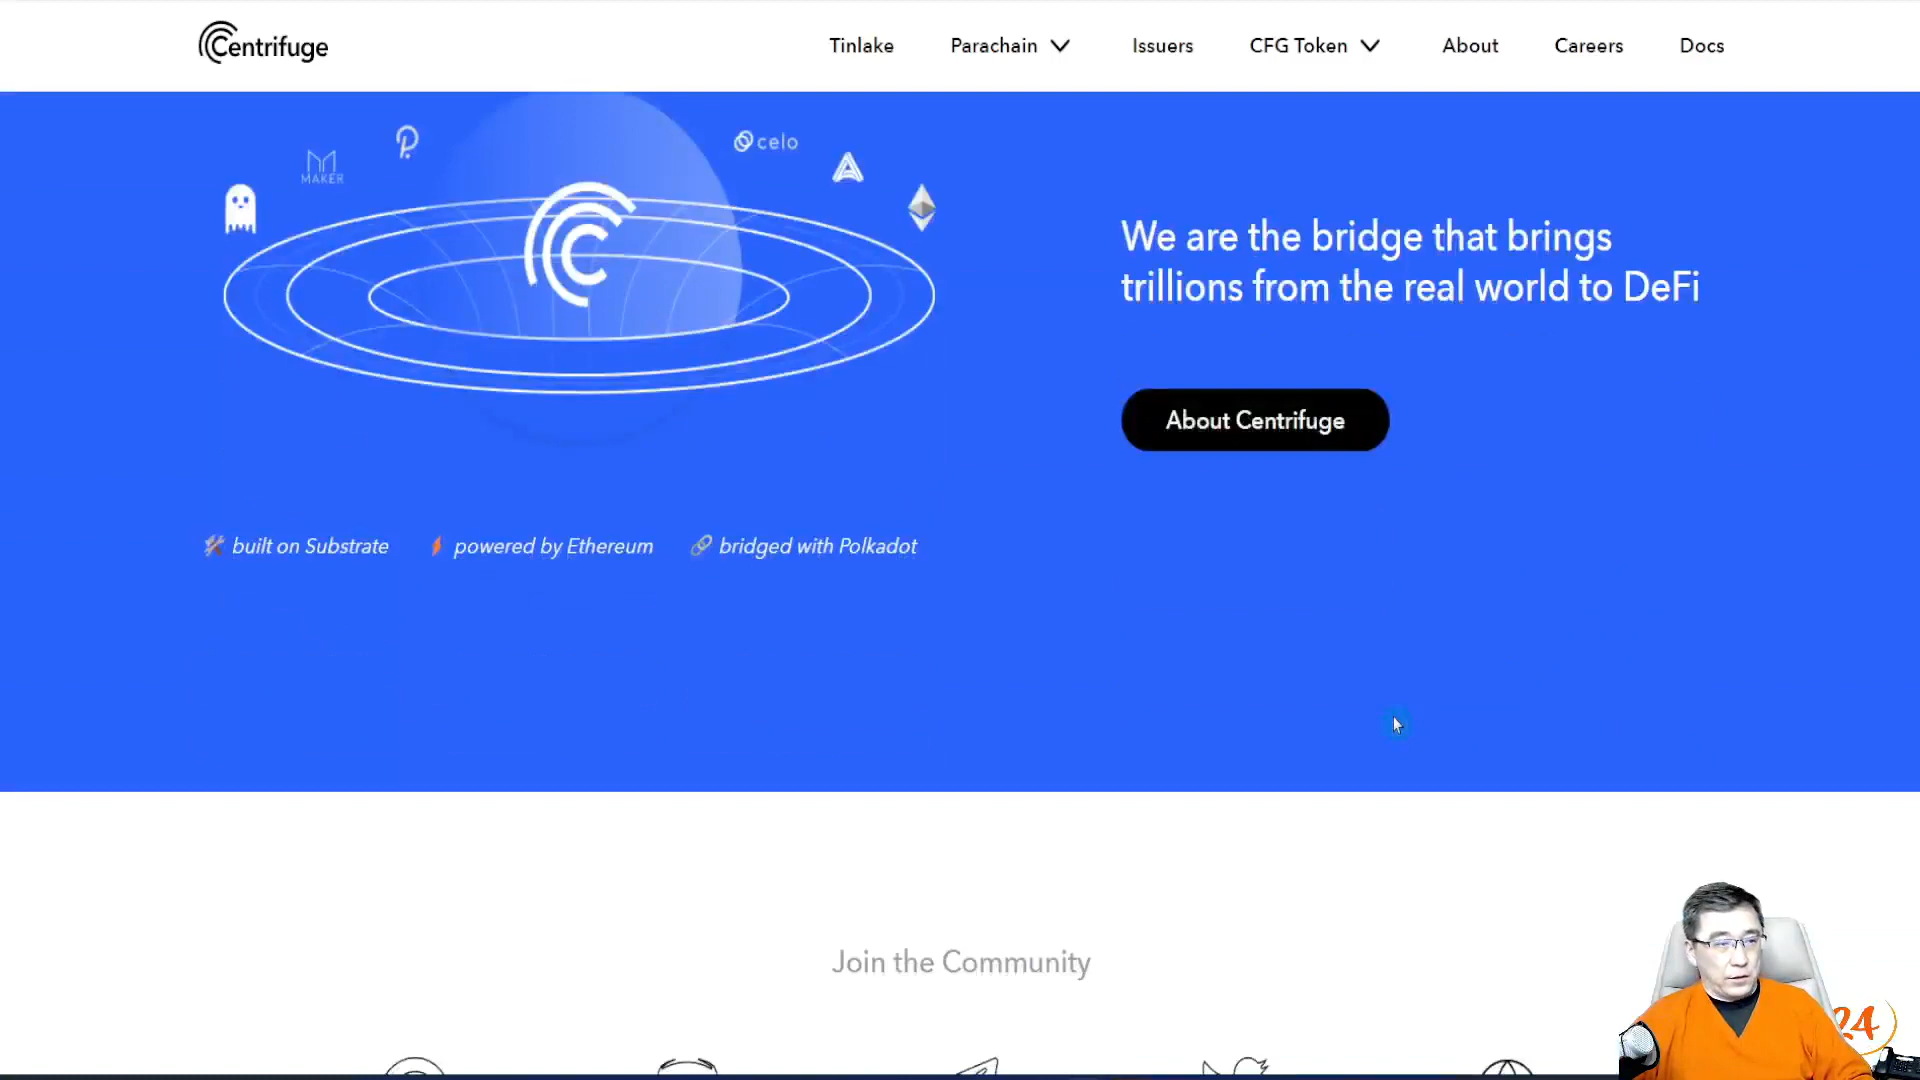 Centrifuge
Tinlake
Parachain
Issuers
CFG Token
About
Careers
Docs
MAKER
celo
We are the bridge that brings
trillions from the real world to DeFi
About Centrifuge
built on Substrate
powered by Ethereum
bridged with Polkadot
Join the Community
24